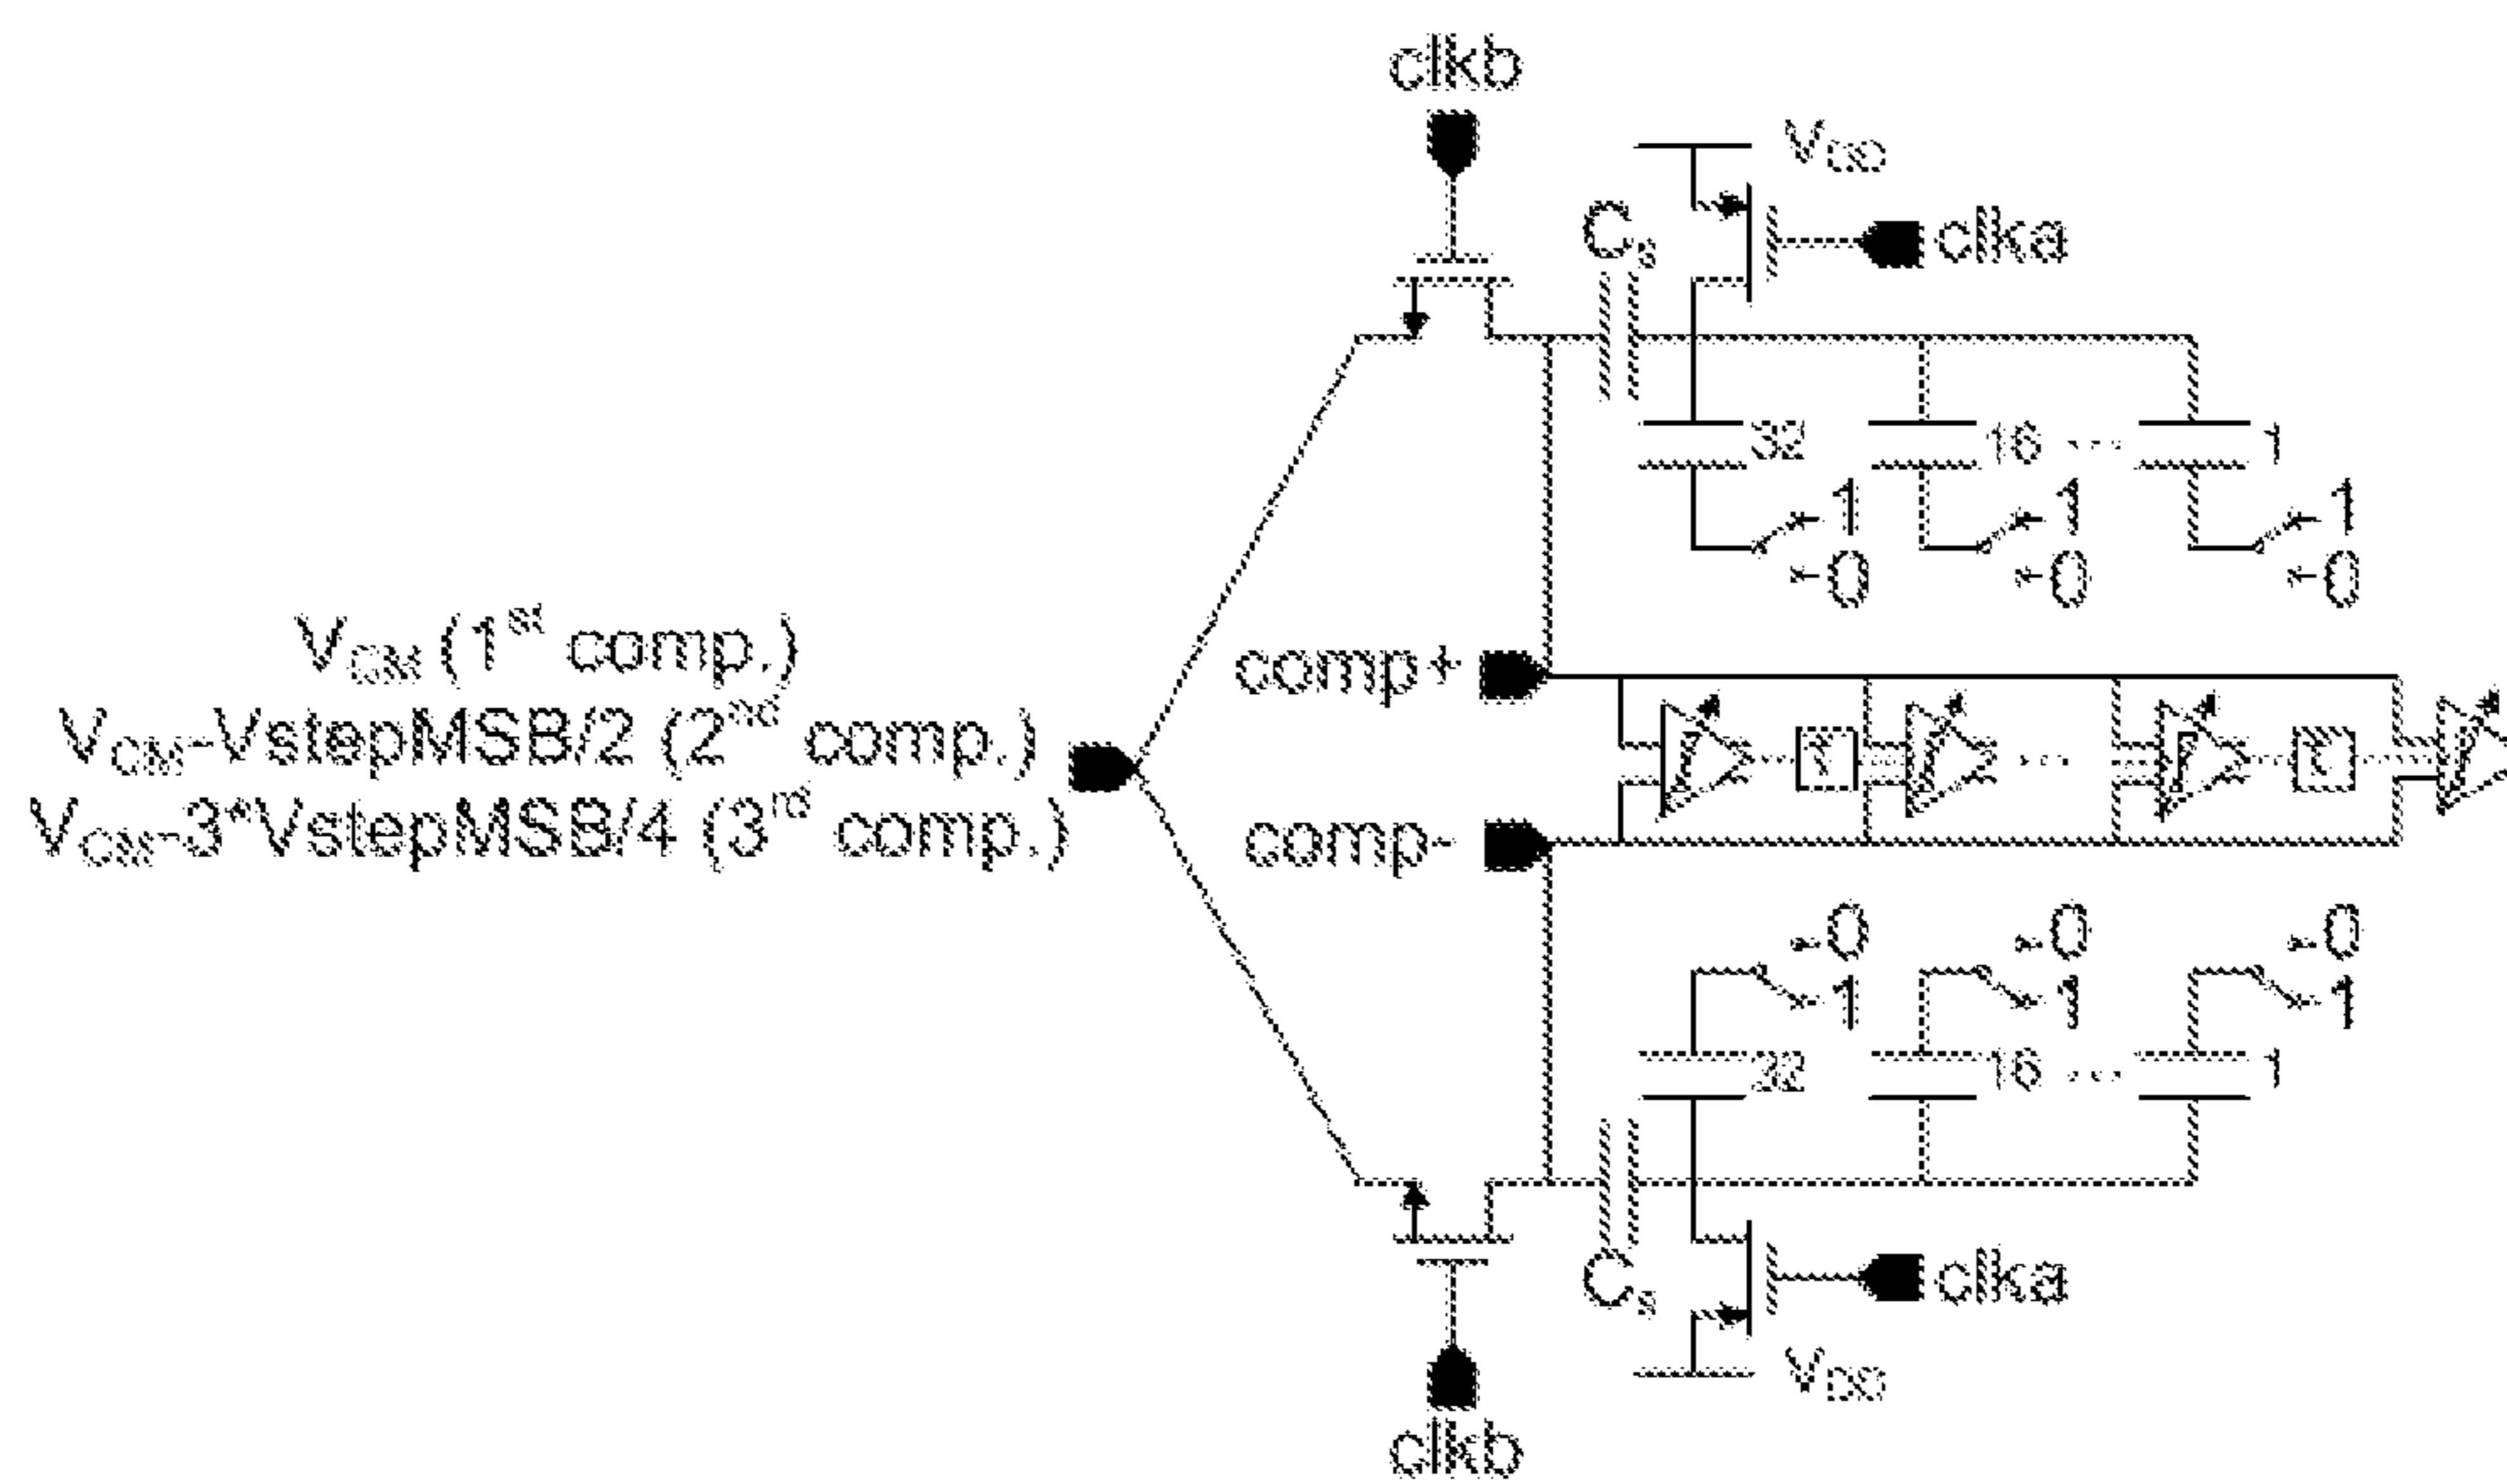 clkb
VDD
Cs
clka
32
16 ...
1
1
1
1
0
0
0
VCM (1st comp.)
VCM-VstepMSB/2 (2nd comp.)
VCM-3*VstepMSB/4 (3rd comp.)
comp+
comp-
...
0
0
0
1
1
1
32
16 ...
1
Cs
clka
VDD
clkb